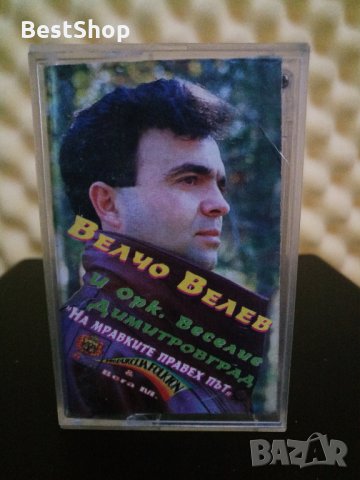 BestShop
ВЕЛЧО ВЕЛЕВ
И ОРК. ВЕСЕЛИЕ
ДИМИТРОВГРАД
"НА МРАВКИТЕ ПРАВЕХ ПЪТ"
&
BAZAR